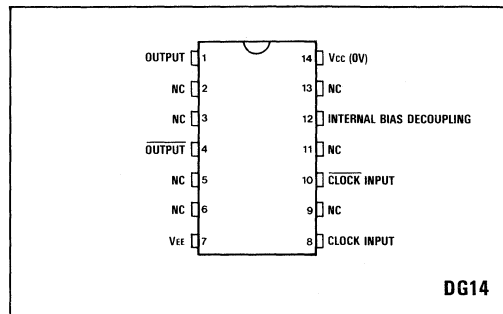 OUTPUT 1
NC 2
NC 3
OUTPUT 4
NC 5
NC 6
VEE 7
14 Vcc (0V)
13 NC
12 INTERNAL BIAS DECOUPLING
11 NC
10 CLOCK INPUT
9 NC
8 CLOCK INPUT
DG14